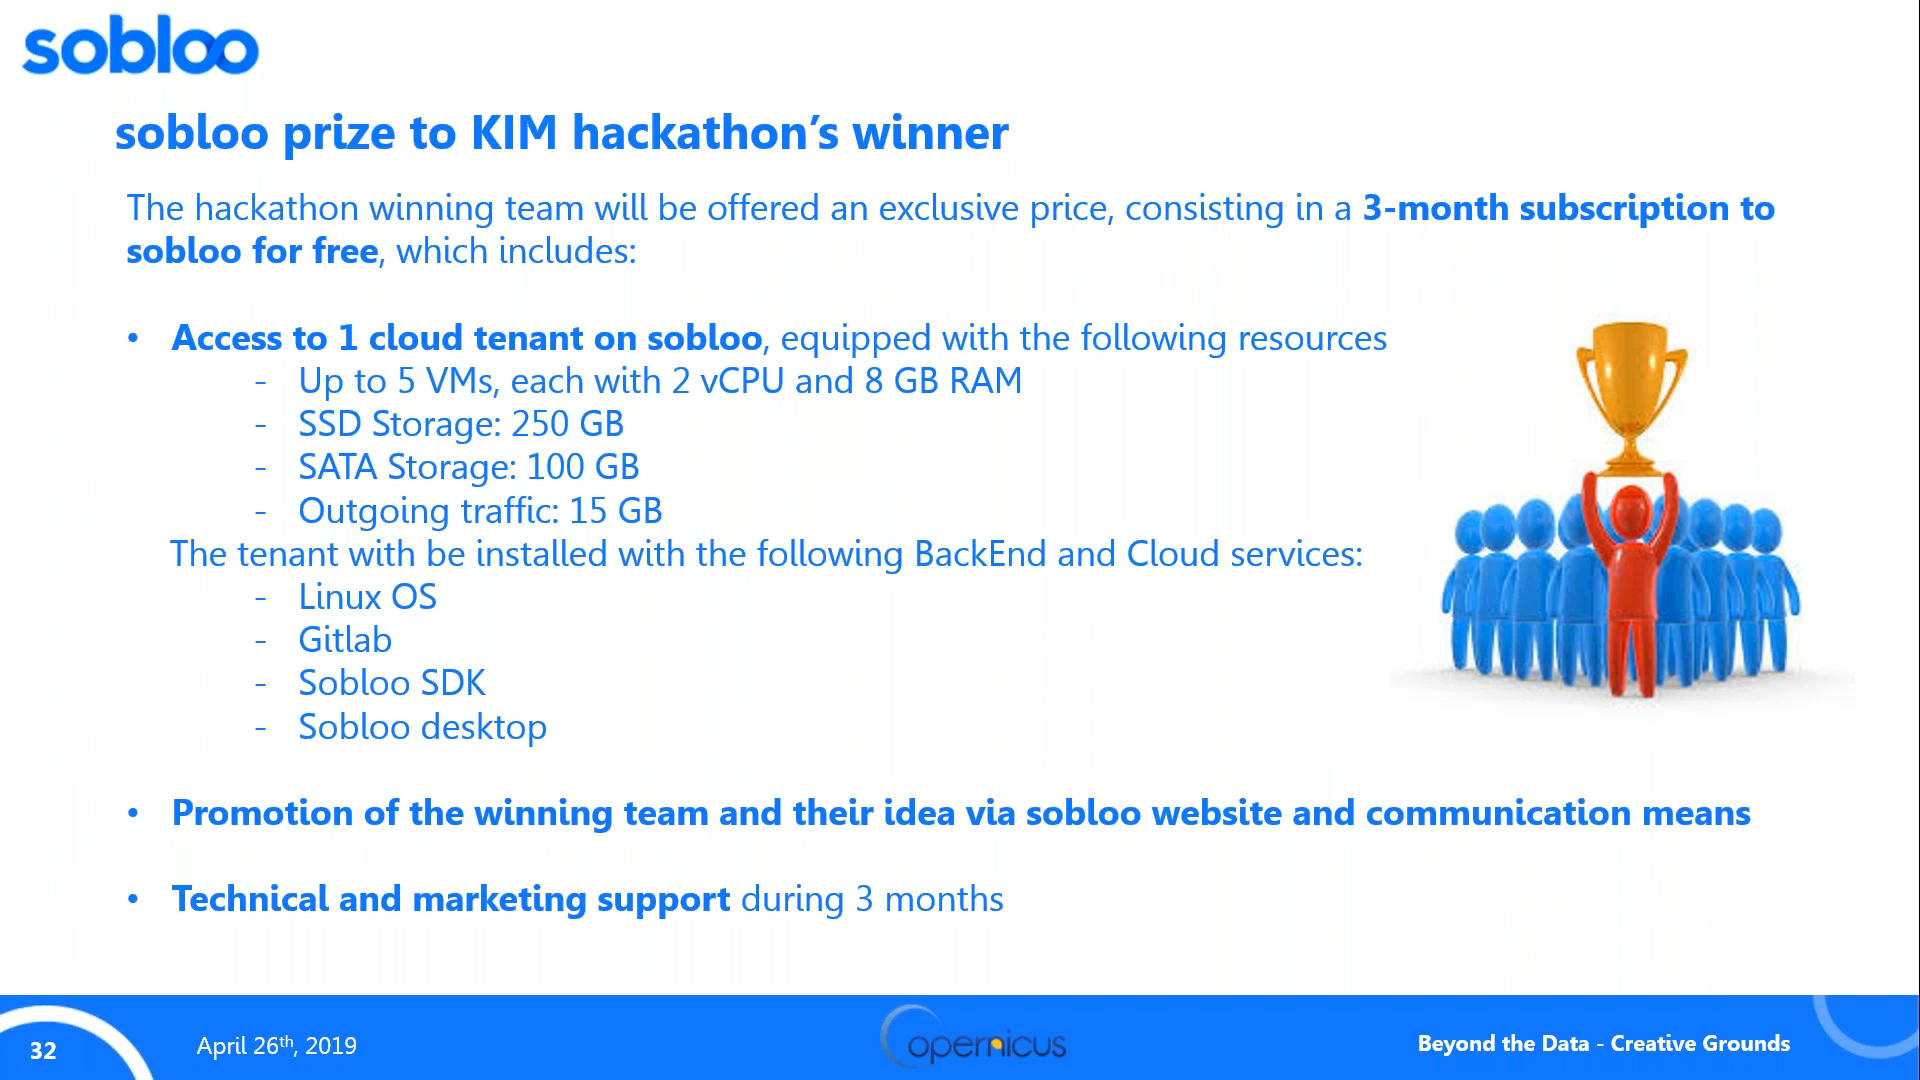 sobloo
sobloo prize to KIM hackathon's winner
The hackathon winning team will be offered an exclusive price, consisting in a 3-month subscription to
sobloo for free, which includes:
• Access to 1 cloud tenant on sobloo, equipped with the following resources
- Up to 5 VMs, each with 2 vCPU and 8 GB RAM
- SSD Storage: 250 GB
- SATA Storage: 100 GB
- Outgoing traffic: 15 GB
The tenant with be installed with the following BackEnd and Cloud services:
- Linux OS
- Gitlab
- Sobloo SDK
- Sobloo desktop
• Promotion of the winning team and their idea via sobloo website and communication means
• Technical and marketing support during 3 months
32
April 26th, 2019
Copernicus
Beyond the Data - Creative Grounds